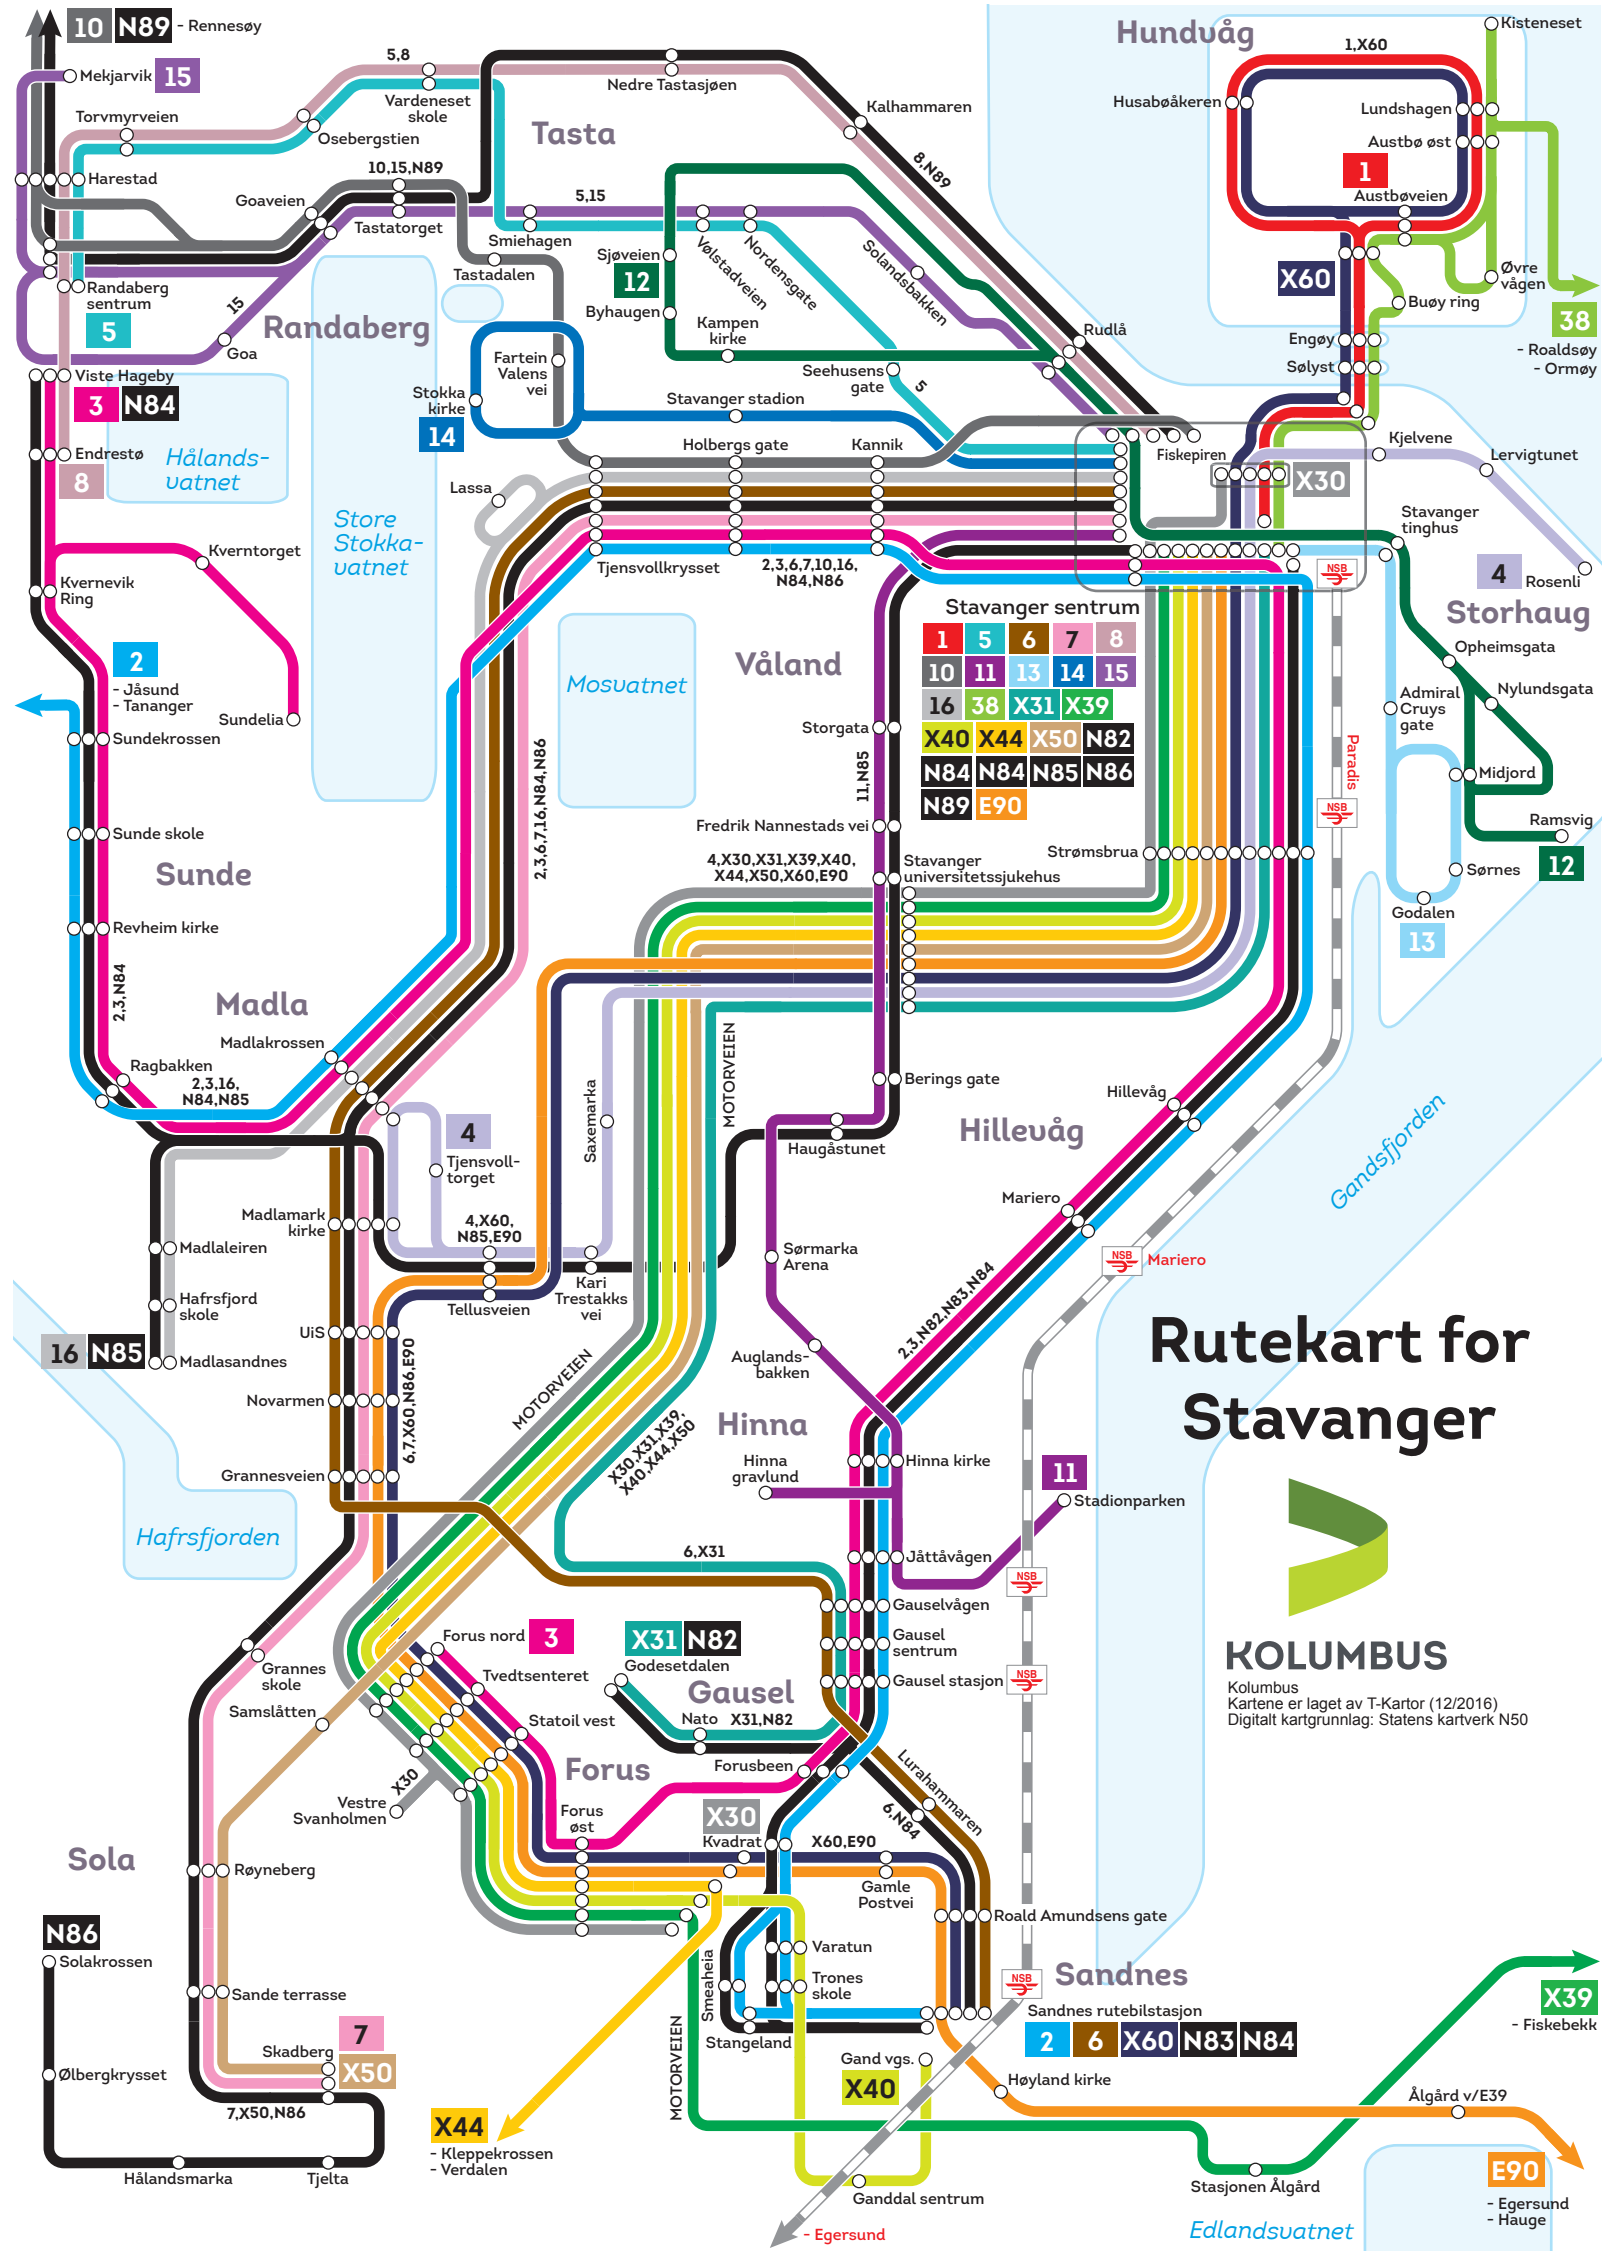 10 N89 - Rennesøy
Mekjarvik 15
Torvmyrveien
5,8
Vardeneset
skole
Osebergstien
Nedre Tastasjøen
Tasta
Kalhammaren
8,N89
Hundvåg
1,X60
Kisteneset
Husabøåkeren
Lundshagen
Austbø øst
1
Austbøveien
X60
Øvre
vågen
Buøy ring
38
- Roaldsøy
- Ormøy
Engøy
Sølyst
Harestad
Goaveien
10,15,N89
Tastatorget
5,15
Smiehagen
Tastadalen
Vølstadveien
Nordensgate
Solandsbakken
Sjøveien
12
Byhaugen
Kampen
kirke
Rudlå
Seehusens
gate
5
Randaberg
sentrum
5
15
Goa
Randaberg
Viste Hageby
3 N84
Endrestø
8
Hålands-
vatnet
Fartein
Valens
vei
Stokka
kirke
14
Stavanger stadion
Holbergs gate
Kannik
Lassa
Store
Stokka-
vatnet
Tjensvollkrysset
2,3,6,7,10,16,
N84,N86
Fiskepiren
X30
Kjelvene
Lervigtunet
Stavanger
tinghus
4
Rosenli
Storhaug
NSB
Opheimsgata
Nylundsgata
Admiral
Cruys
gate
Midjord
Ramsvig
12
Sørnes
Godalen
13
Paradis
NSB
Kverntorget
Kvernevik
Ring
2
- Jåsund
- Tananger
Sundelia
Sundekrossen
Sunde skole
Sunde
Revheim kirke
2,3,N84
Mosvatnet
Våland
Stavanger sentrum
1 5 6 7 8
10 11 13 14 15
16 38 X31 X39
X40 X44 X50 N82
N84 N84 N85 N86
N89 E90
Storgata
11,N85
Fredrik Nannestads vei
2,3,6,7,16,N84,N86
4,X30,X31,X39,X40,
X44,X50,X60,E90
Stavanger
universitetssjukehus
Strømsbrua
Madla
Madlakrossen
Ragbakken
2,3,16,
N84,N85
4
Tjensvoll-
torget
Saxemarka
MOTORVEIEN
Berings gate
Haugåstunet
Hillevåg
Hillevåg
Gandsfjorden
Mariero
NSB
Mariero
Madlamark
kirke
Madlaleiren
Hafrsfjord
skole
16 N85 Madlasandnes
4,X60,
N85,E90
Tellusveien
Kari
Trestakks
vei
Sørmarka
Arena
Auglands-
bakken
2,3,N82,N83,N84
UiS
Novarmen
6,7,X60,N86,E90
Grannesveien
MOTORVEIEN
X30,X31,X39,
X40,X44,X50
Hinna
Hinna
gravlund
Hinna kirke
11
Stadionparken
Jåttåvågen
NSB
Rutekart for
Stavanger
Hafrsfjorden
6,X31
Gauselvågen
Gausel
sentrum
Gausel stasjon
NSB
KOLUMBUS
Kolumbus
Kartene er laget av T-Kartor (12/2016)
Digitalt kartgrunnlag: Statens kartverk N50
Grannes
skole
Samslåtten
Forus nord 3
Tvedtsenteret
Statoil vest
X31 N82
Godesetdalen
Gausel
Nato
X31,N82
Forusbeen
Forus
Lurahammaren
6,N84
X30
Vestre
Svanholmen
Forus
øst
X30
Kvadrat
X60,E90
Gamle
Postvei
Roald Amundsens gate
Sola
Røyneberg
N86
Solakrossen
Sande terrasse
Varatun
Trones
skole
Smeaheia
Stangeland
NSB
Sandnes
Sandnes rutebilstasjon
2 6 X60 N83 N84
X39
- Fiskebekk
Skadberg
7
X50
Ølbergkrysset
7,X50,N86
Hålandsmarka
Tjelta
MOTORVEIEN
Gand vgs.
X40
Høyland kirke
Ålgård v/E39
X44
- Kleppekrossen
- Verdalen
Ganddal sentrum
Stasjonen Ålgård
E90
- Egersund
- Hauge
- Egersund
Edlandsvatnet